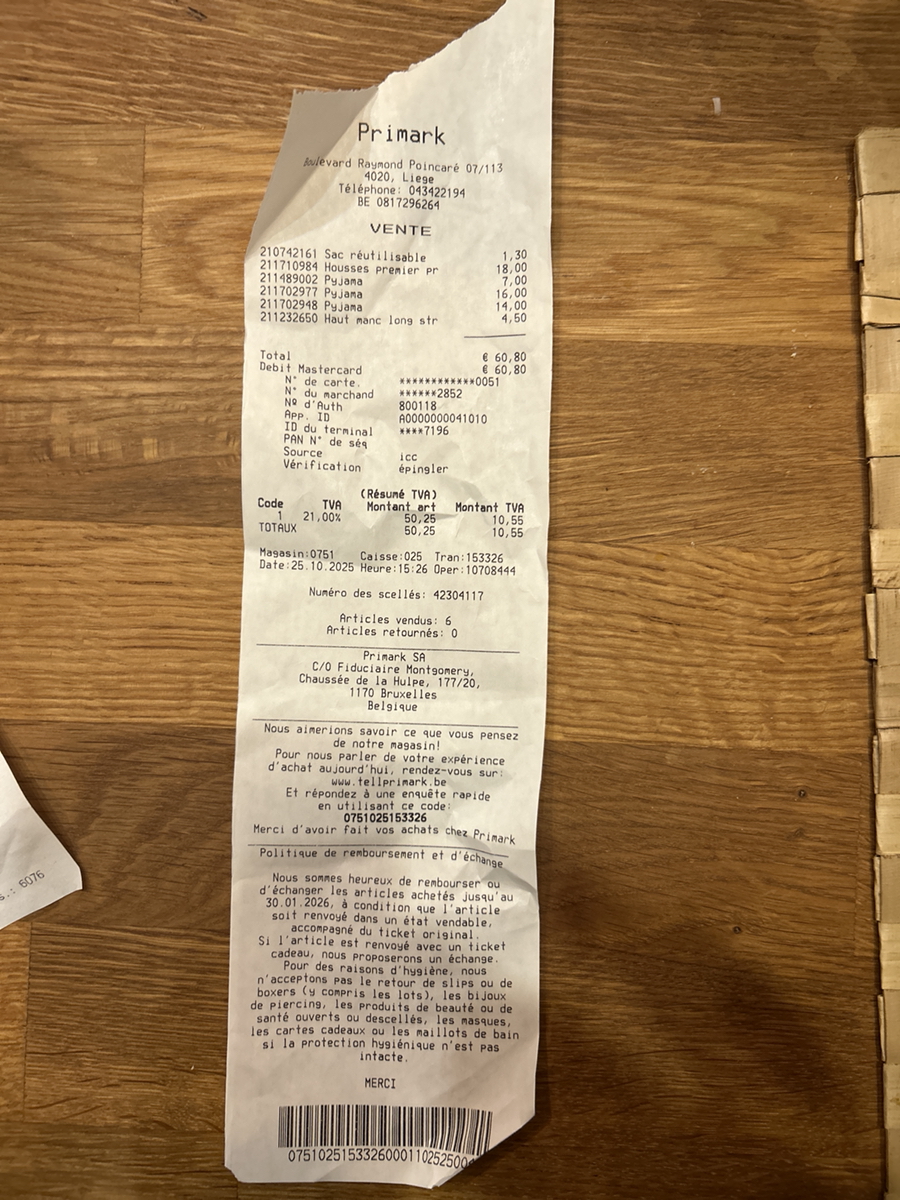 Primark
Boulevard Raymond Poincaré 07/113
4020, Liege
Téléphone: 043422194
BE 0817296264
VENTE
210742161 Sac réutilisable 1,30
211710984 Housses premier pr 18,00
211489002 Pyjama 7,00
211702977 Pyjama 16,00
211702948 Pyjama 14,00
211232650 Haut manc long str 4,50
Total € 60,80
Debit Mastercard € 60,80
N° de carte. ************0051
N° du marchand ******2852
Nº d'Auth 800118
App. ID A0000000041010
ID du terminal ****7196
PAN N° de séq
Source icc
Vérification épingler
(Résumé TVA)
Code TVA Montant art Montant TVA
1 21,00% 50,25 10,55
TOTAUX 50,25 10,55
Magasin:0751 Caisse:025 Tran:153326
Date:25.10.2025 Heure:15:26 Oper:10708444
Numéro des scellés: 42304117
Articles vendus: 6
Articles retournés: 0
Primark SA
C/O Fiduciaire Montgomery,
Chaussée de la Hulpe, 177/20,
1170 Bruxelles
Belgique
Nous aimerions savoir ce que vous pensez
de notre magasin!
Pour nous parler de votre expérience
d'achat aujourd'hui, rendez-vous sur:
www.tellprimark.be
Et répondez à une enquête rapide
en utilisant ce code:
0751025153326
Merci d'avoir fait vos achats chez Primark
Politique de remboursement et d'échange
Nous sommes heureux de rembourser ou
d'échanger les articles achetés jusqu'au
30.01.2026, à condition que l'article
soit renvoyé dans un état vendable,
accompagné du ticket original.
Si l'article est renvoyé avec un ticket
cadeau, nous proposerons un échange.
Pour des raisons d'hygiène, nous
n'acceptons pas le retour de slips ou de
boxers (y compris les lots), les bijoux
de piercing, les produits de beauté ou de
santé ouverts ou descellés, les masques,
les cartes cadeaux ou les maillots de bain
si la protection hygiénique n'est pas
intacte.
MERCI
s.: 6076